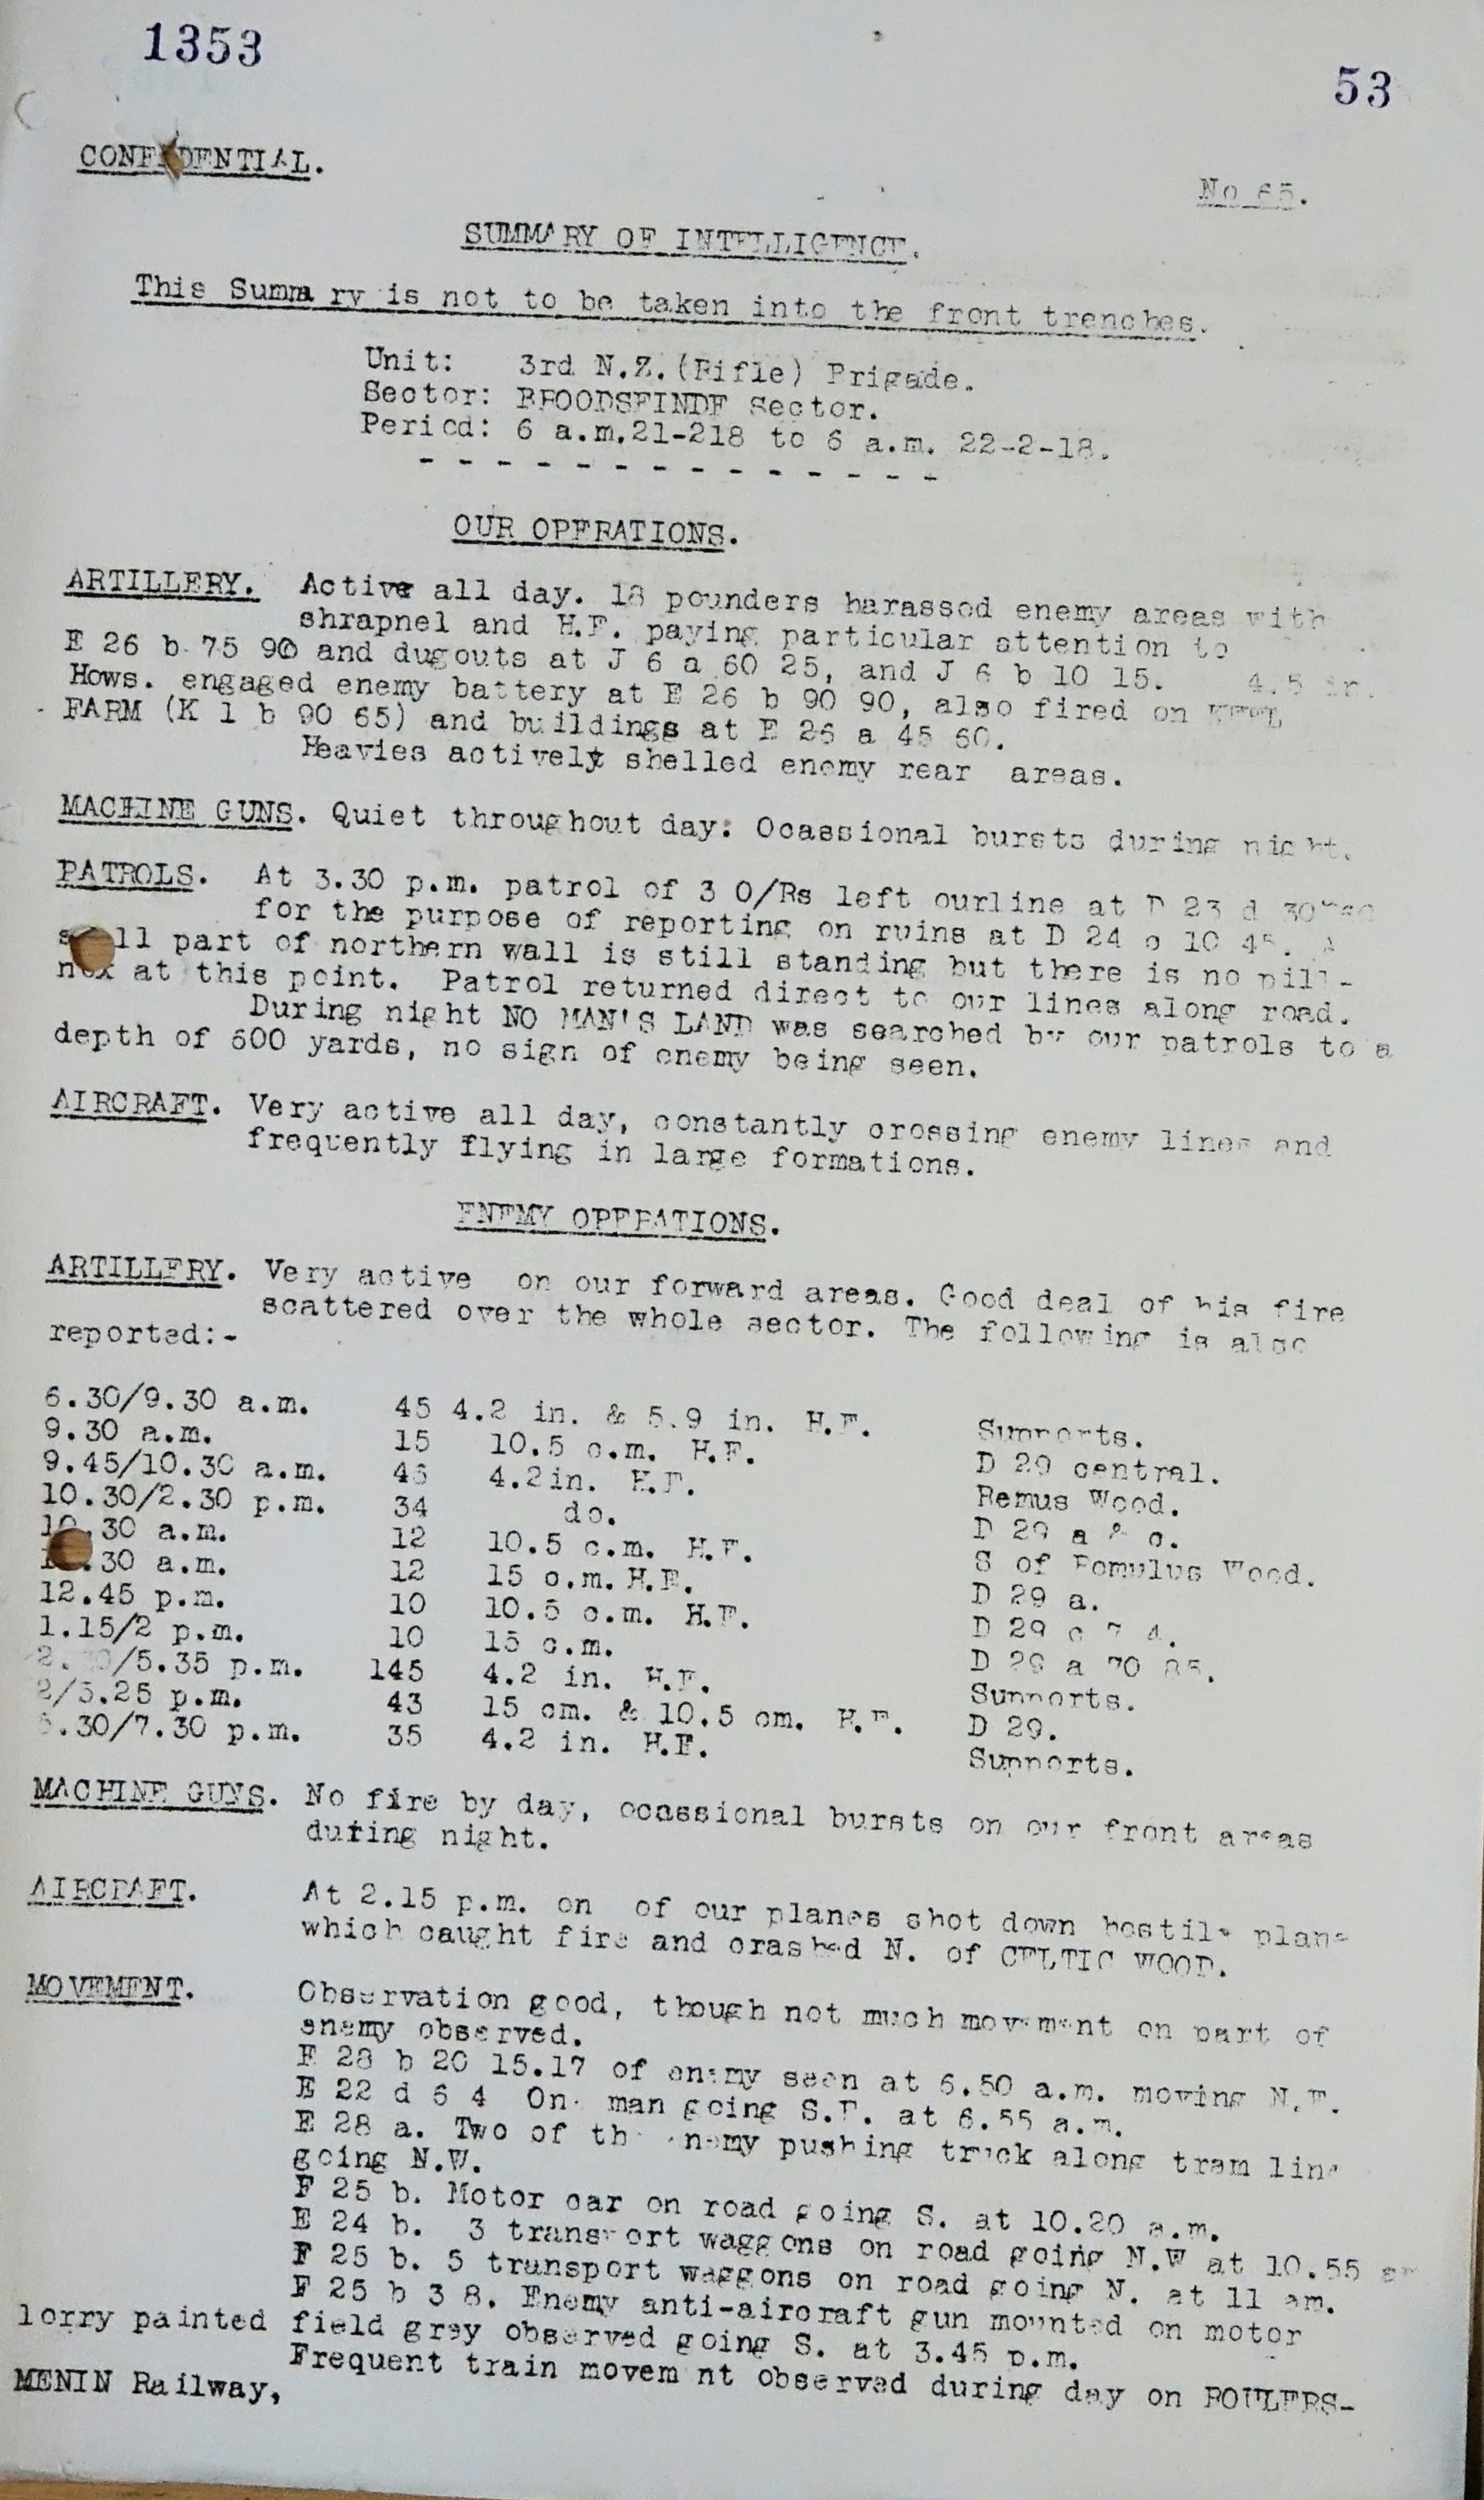 1353
53
CONFIDENTIAL.
No 65.
SUMMARY OF INTELLIGENCE.
This Summary is not to be taken into the front trenches.
Unit: 3rd N.Z.(Rifle) Brigade.
Sector: BROODSEINDE Sector.
Period: 6 a.m.21-218 to 6 a.m. 22-2-18.
- - - - - - - - - - - - - -
OUR OPERATIONS.
ARTILLERY. Active all day. 18 pounders harassed enemy areas with
shrapnel and H.E. paying particular attention to
E 26 b 75 90 and dugouts at J 6 a 60 25, and J 6 b 10 15. 4.5 in.
Hows. engaged enemy battery at E 26 b 90 90, also fired on
FARM (K 1 b 90 65) and buildings at E 26 a 45 60.
Heavies actively shelled enemy rear areas.
MACHINE GUNS. Quiet throughout day: Ocassional bursts during night.
PATROLS. At 3.30 p.m. patrol of 3 O/Rs left ourline at D 23 d
for the purpose of reporting on ruins at D 24 c 10 45. A
small part of northern wall is still standing but there is no pill-
box at this point. Patrol returned direct to our lines along road.
During night NO MAN'S LAND was searched by our patrols to a
depth of 600 yards, no sign of enemy being seen.
AIRCRAFT. Very active all day, constantly crossing enemy lines and
frequently flying in large formations.
ENEMY OPERATIONS.
ARTILLERY. Very active on our forward areas. Good deal of his fire
scattered over the whole sector. The following is also
reported:-
6.30/9.30 a.m. 45 4.2 in. & 5.9 in. H.E. Supports.
9.30 a.m. 15 10.5 c.m. H.E. D 29 central.
9.45/10.30 a.m. 4.2in. H.E. Remus Wood.
10.30/2.30 p.m. 34 do. D 29 a & c.
10.30 a.m. 12 10.5 c.m. H.E. S of Romulus Wood.
.30 a.m. 12 15 c.m. H.E. D 29 a.
12.45 p.m. 10 10.5 c.m. H.E. D 29 c 7 4.
1.15/2 p.m. 10 15 c.m. D 29 a 70 85.
/5.35 p.m. 145 4.2 in. H.E. Supports.
2/5.25 p.m. 43 15 cm. & 10.5 cm. H.E. D 29.
.30/7.30 p.m. 35 4.2 in. H.E. Supports.
MACHINE GUNS. No fire by day, ocassional bursts on our front areas
during night.
AIRCRAFT. At 2.15 p.m. on of our planes shot down hostile plane
which caught fire and crashed N. of CELTIC WOOD.
MOVEMENT. Observation good, though not much movement on part of
enemy observed.
E 28 b 20 15.17 of enemy seen at 6.50 a.m. moving N.E.
E 22 d 6 4 One man going S.E. at 6.55 a.m.
E 28 a. Two of the enemy pushing truck along tram line
going N.W.
F 25 b. Motor car on road going S. at 10.20 a.m.
E 24 b. 3 transport waggons on road going N.W at 10.55 am
F 25 b. 5 transport waggons on road going N. at 11 am.
F 25 b 3 8. Enemy anti-aircraft gun mounted on motor
lorry painted field grey observed going S. at 3.45 p.m.
Frequent train movem nt observed during day on ROULERS-
MENIN Railway,